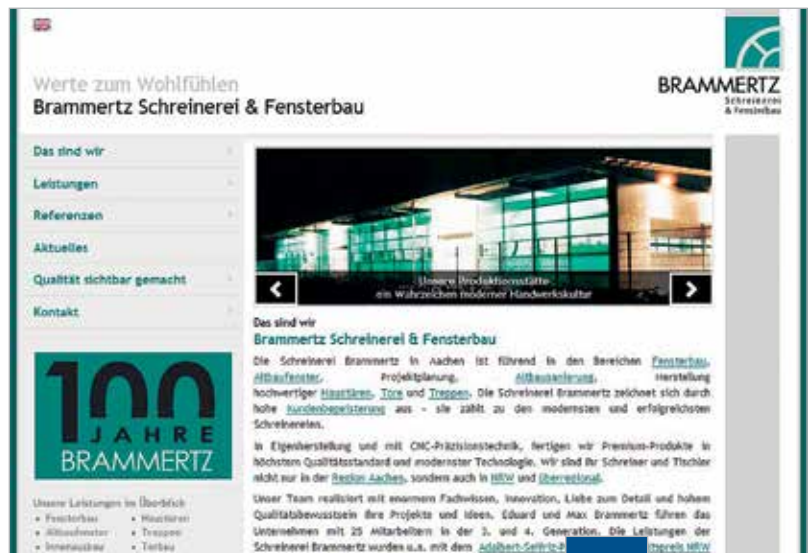 Werte zum Wohlfühlen
Brammertz Schreinerei & Fensterbau
BRAMMERTZ
Schreinerei
& Fensterbau
Das sind wir
Leistungen
Referenzen
Aktuelles
Qualität sichtbar gemacht
Kontakt
100
JAHRE
BRAMMERTZ
Unsere Leistungen im Überblick
• Fensterbau • Haustüren
• Altbaufenster • Treppen
• Innenausbau • Torbau
Unsere Produktionsstätte
ein Wahrzeichen moderner Handwerkskultur
Das sind wir
Brammertz Schreinerei & Fensterbau
Die Schreinerei Brammertz in Aachen ist führend in den Bereichen Fensterbau,
Altbaufenster, Projektplanung, Altbausanierung, Herstellung
hochwertiger Haustüren, Tore und Treppen. Die Schreinerei Brammertz zeichnet sich durch
hohe Kundenbegeisterung aus - sie zählt zu den modernsten und erfolgreichsten
Schreinereien.
In Eigenherstellung und mit CNC-Präzisionstechnik, fertigen wir Premium-Produkte in
höchstem Qualitätsstandard und modernster Technologie. Wir sind Ihr Schreiner und Tischler
nicht nur in der Region Aachen, sondern auch in NRW und überregional.
Unser Team realisiert mit enormem Fachwissen, Innovation, Liebe zum Detail und hohem
Qualitätsbewusstsein Ihre Projekte und Ideen. Eduard und Max Brammertz führen das
Unternehmen mit 25 Mitarbeitern in der 3. und 4. Generation. Die Leistungen der
Schreinerei Brammertz wurden u.a. mit dem NRW